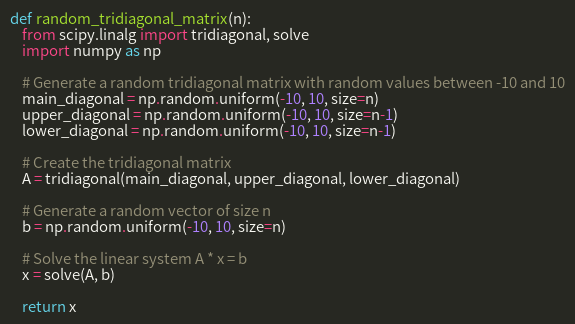 def random_tridiagonal_matrix(n):
from scipy.linalg import tridiagonal, solve
import numpy as np
# Generate a random tridiagonal matrix with random values between -10 and 10
main_diagonal = np.random.uniform(-10, 10, size=n)
upper_diagonal = np.random.uniform(-10, 10, size=n-1)
lower_diagonal = np.random.uniform(-10, 10, size=n-1)
# Create the tridiagonal matrix
A = tridiagonal(main_diagonal, upper_diagonal, lower_diagonal)
# Generate a random vector of size n
b = np.random.uniform(-10, 10, size=n)
# Solve the linear system A * x = b
x = solve(A, b)
return x